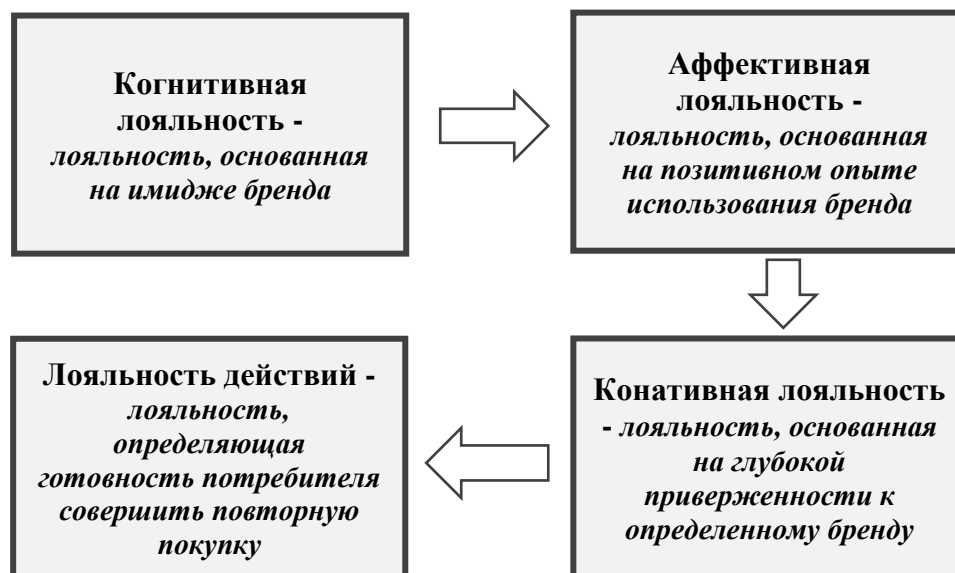 Когнитивная
лояльность -
лояльность, основанная
на имидже бренда
Аффективная
лояльность -
лояльность, основанная
на позитивном опыте
использования бренда
Конативная лояльность
- лояльность, основанная
на глубокой
приверженности к
определенному бренду
Лояльность действий -
лояльность,
определяющая
готовность потребителя
совершить повторную
покупку